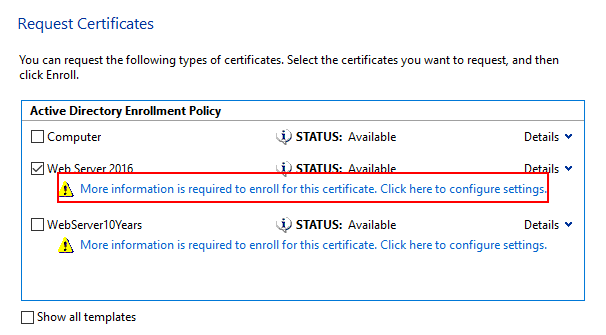 Request Certificates
You can request the following types of certificates. Select the certificates you want to request, and then
click Enroll.
Active Directory Enrollment Policy
Computer STATUS: Available Details
Web Server 2016 STATUS: Available Details
More information is required to enroll for this certificate. Click here to configure settings.
WebServer10Years STATUS: Available Details
More information is required to enroll for this certificate. Click here to configure settings.
Show all templates